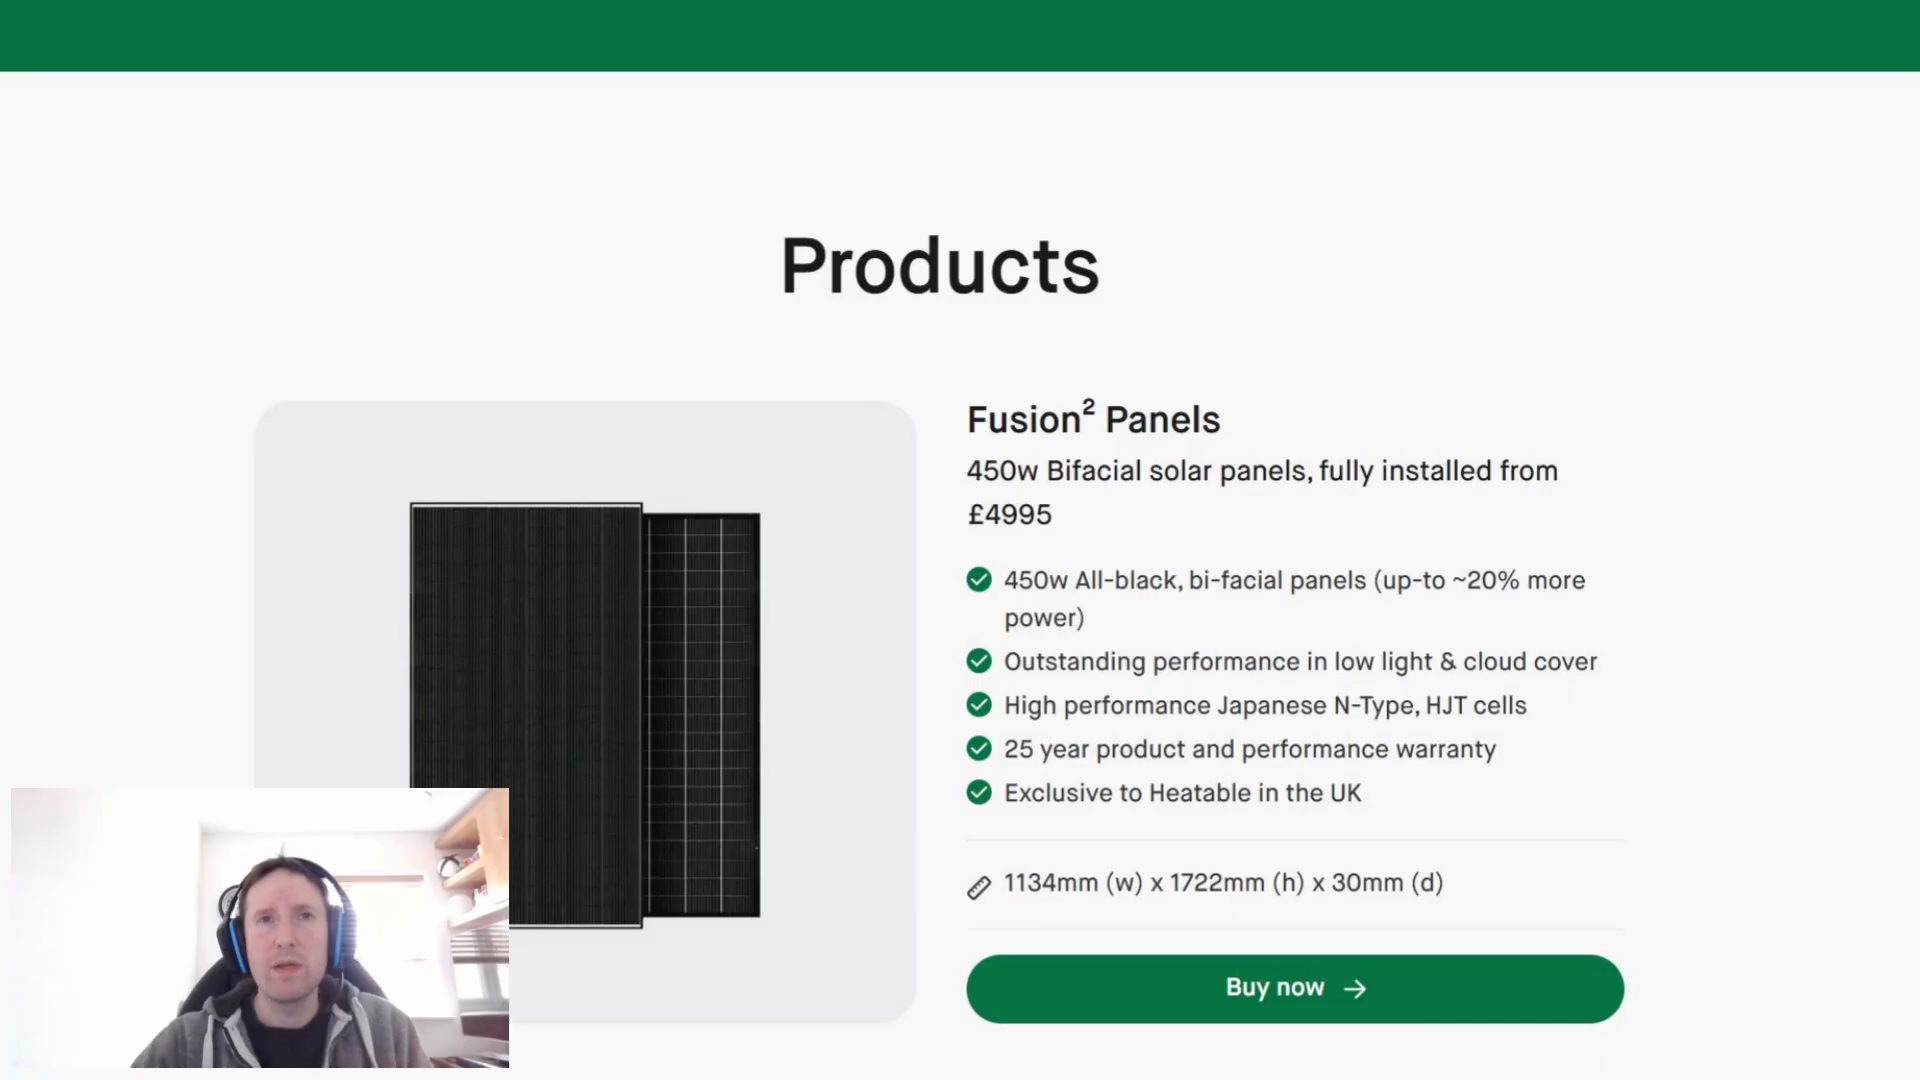 Products
Fusion² Panels
450w Bifacial solar panels, fully installed from
£4995
450w All-black, bi-facial panels (up-to ~20% more
power)
Outstanding performance in low light & cloud cover
High performance Japanese N-Type, HJT cells
25 year product and performance warranty
Exclusive to Heatable in the UK
1134mm (w) x 1722mm (h) x 30mm (d)
Buy now →